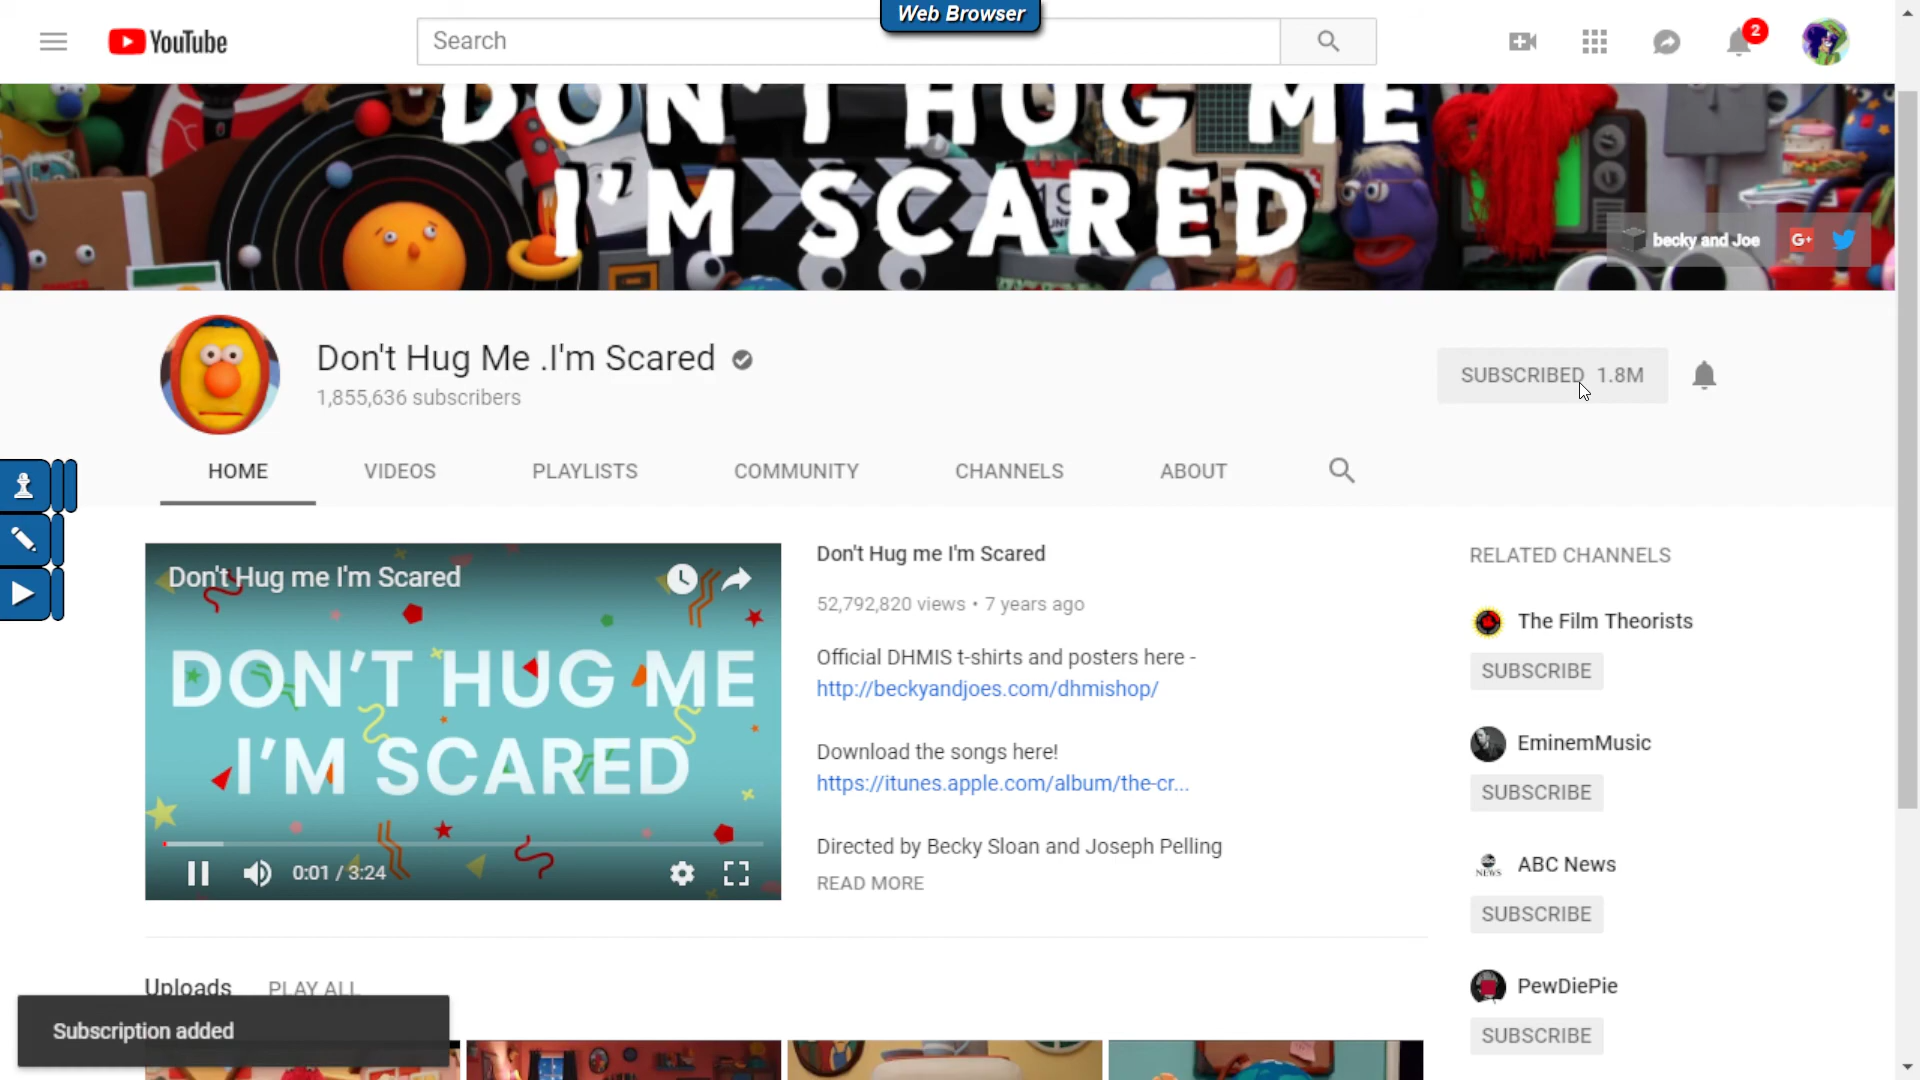 Web Browser
YouTube
Search
2
DON'T HUG ME
I'M SCARED
19
becky and Joe
G+
Don't Hug Me .I'm Scared
1,855,636 subscribers
SUBSCRIBED 1.8M
HOME VIDEOS PLAYLISTS COMMUNITY CHANNELS ABOUT
Don't Hug me I'm Scared
DON'T HUG ME
I'M SCARED
0:01 / 3:24
Don't Hug me I'm Scared
52,792,820 views • 7 years ago
Official DHMIS t-shirts and posters here -
http://beckyandjoes.com/dhmishop/
Download the songs here!
https://itunes.apple.com/album/the-cr...
Directed by Becky Sloan and Joseph Pelling
READ MORE
RELATED CHANNELS
The Film Theorists
SUBSCRIBE
EminemMusic
SUBSCRIBE
abc NEWS
ABC News
SUBSCRIBE
PewDiePie
SUBSCRIBE
Uploads PLAY ALL
Subscription added